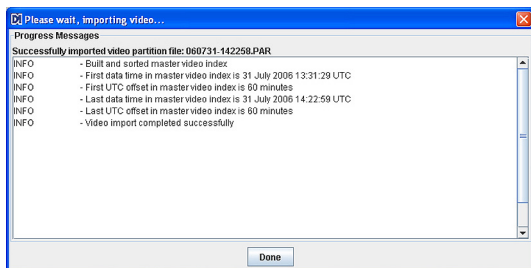 Please wait, importing video...
Progress Messages
Successfully imported video partition file: 060731-142258.PAR
INFO - Built and sorted master video index
INFO - First data time in master video index is 31 July 2006 13:31:29 UTC
INFO - First UTC offset in master video index is 60 minutes
INFO - Last data time in master video index is 31 July 2006 14:22:59 UTC
INFO - Last UTC offset in master video index is 60 minutes
INFO - Video import completed successfully
Done